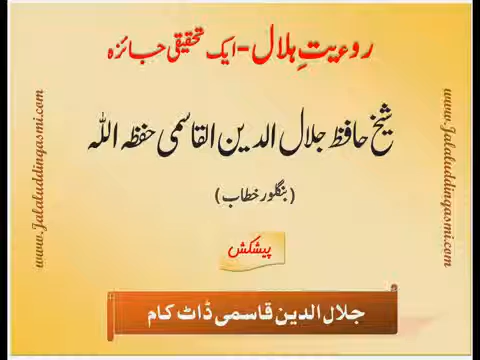 روءیتِ ہلال-ایک تحقیقی جائزہ
شیخ حافظ جلال الدین القاسمی حفظہ اللہ
(بنگلور خطاب)
پیشکش
جلال الدین قاسمی ڈاٹ کام
www.Jalaluddinqasmi.com
www.Jalaluddinqasmi.com